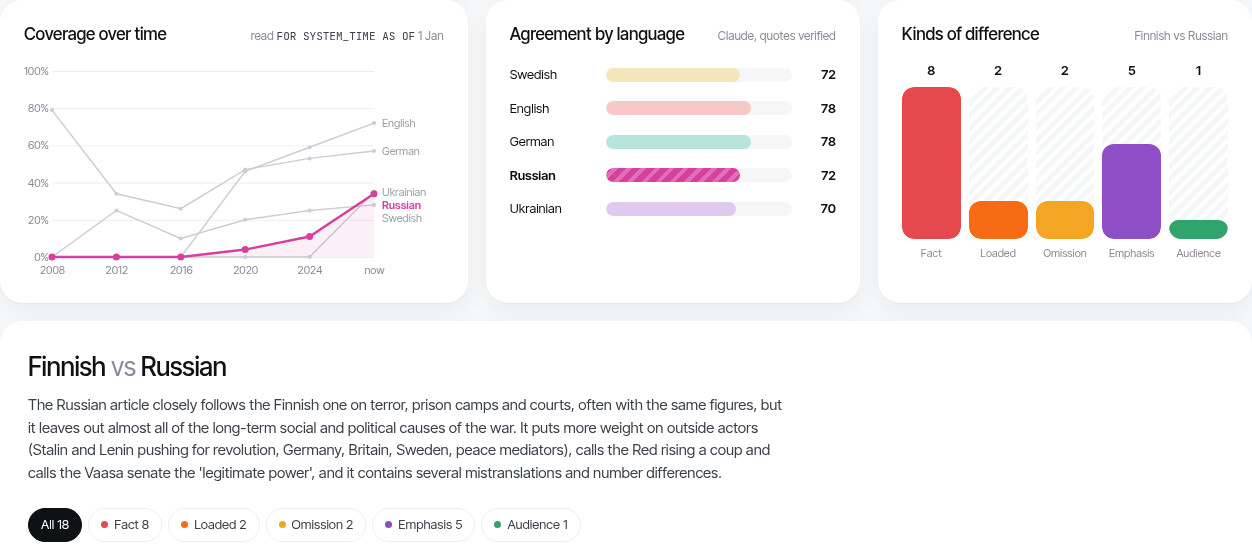 Coverage over time
read FOR SYSTEM_TIME AS OF 1 Jan
100%
80%
60%
40%
20%
0%
2008
2012
2016
2020
2024
now
English
German
Ukrainian
Russian
Swedish
Agreement by language
Claude, quotes verified
Swedish 72
English 78
German 78
Russian 72
Ukrainian 70
Kinds of difference
Finnish vs Russian
8 2 2 5 1
Fact Loaded Omission Emphasis Audience
Finnish vs Russian
The Russian article closely follows the Finnish one on terror, prison camps and courts, often with the same figures, but
it leaves out almost all of the long-term social and political causes of the war. It puts more weight on outside actors
(Stalin and Lenin pushing for revolution, Germany, Britain, Sweden, peace mediators), calls the Red rising a coup and
calls the Vaasa senate the 'legitimate power', and it contains several mistranslations and number differences.
All 18 Fact 8 Loaded 2 Omission 2 Emphasis 5 Audience 1